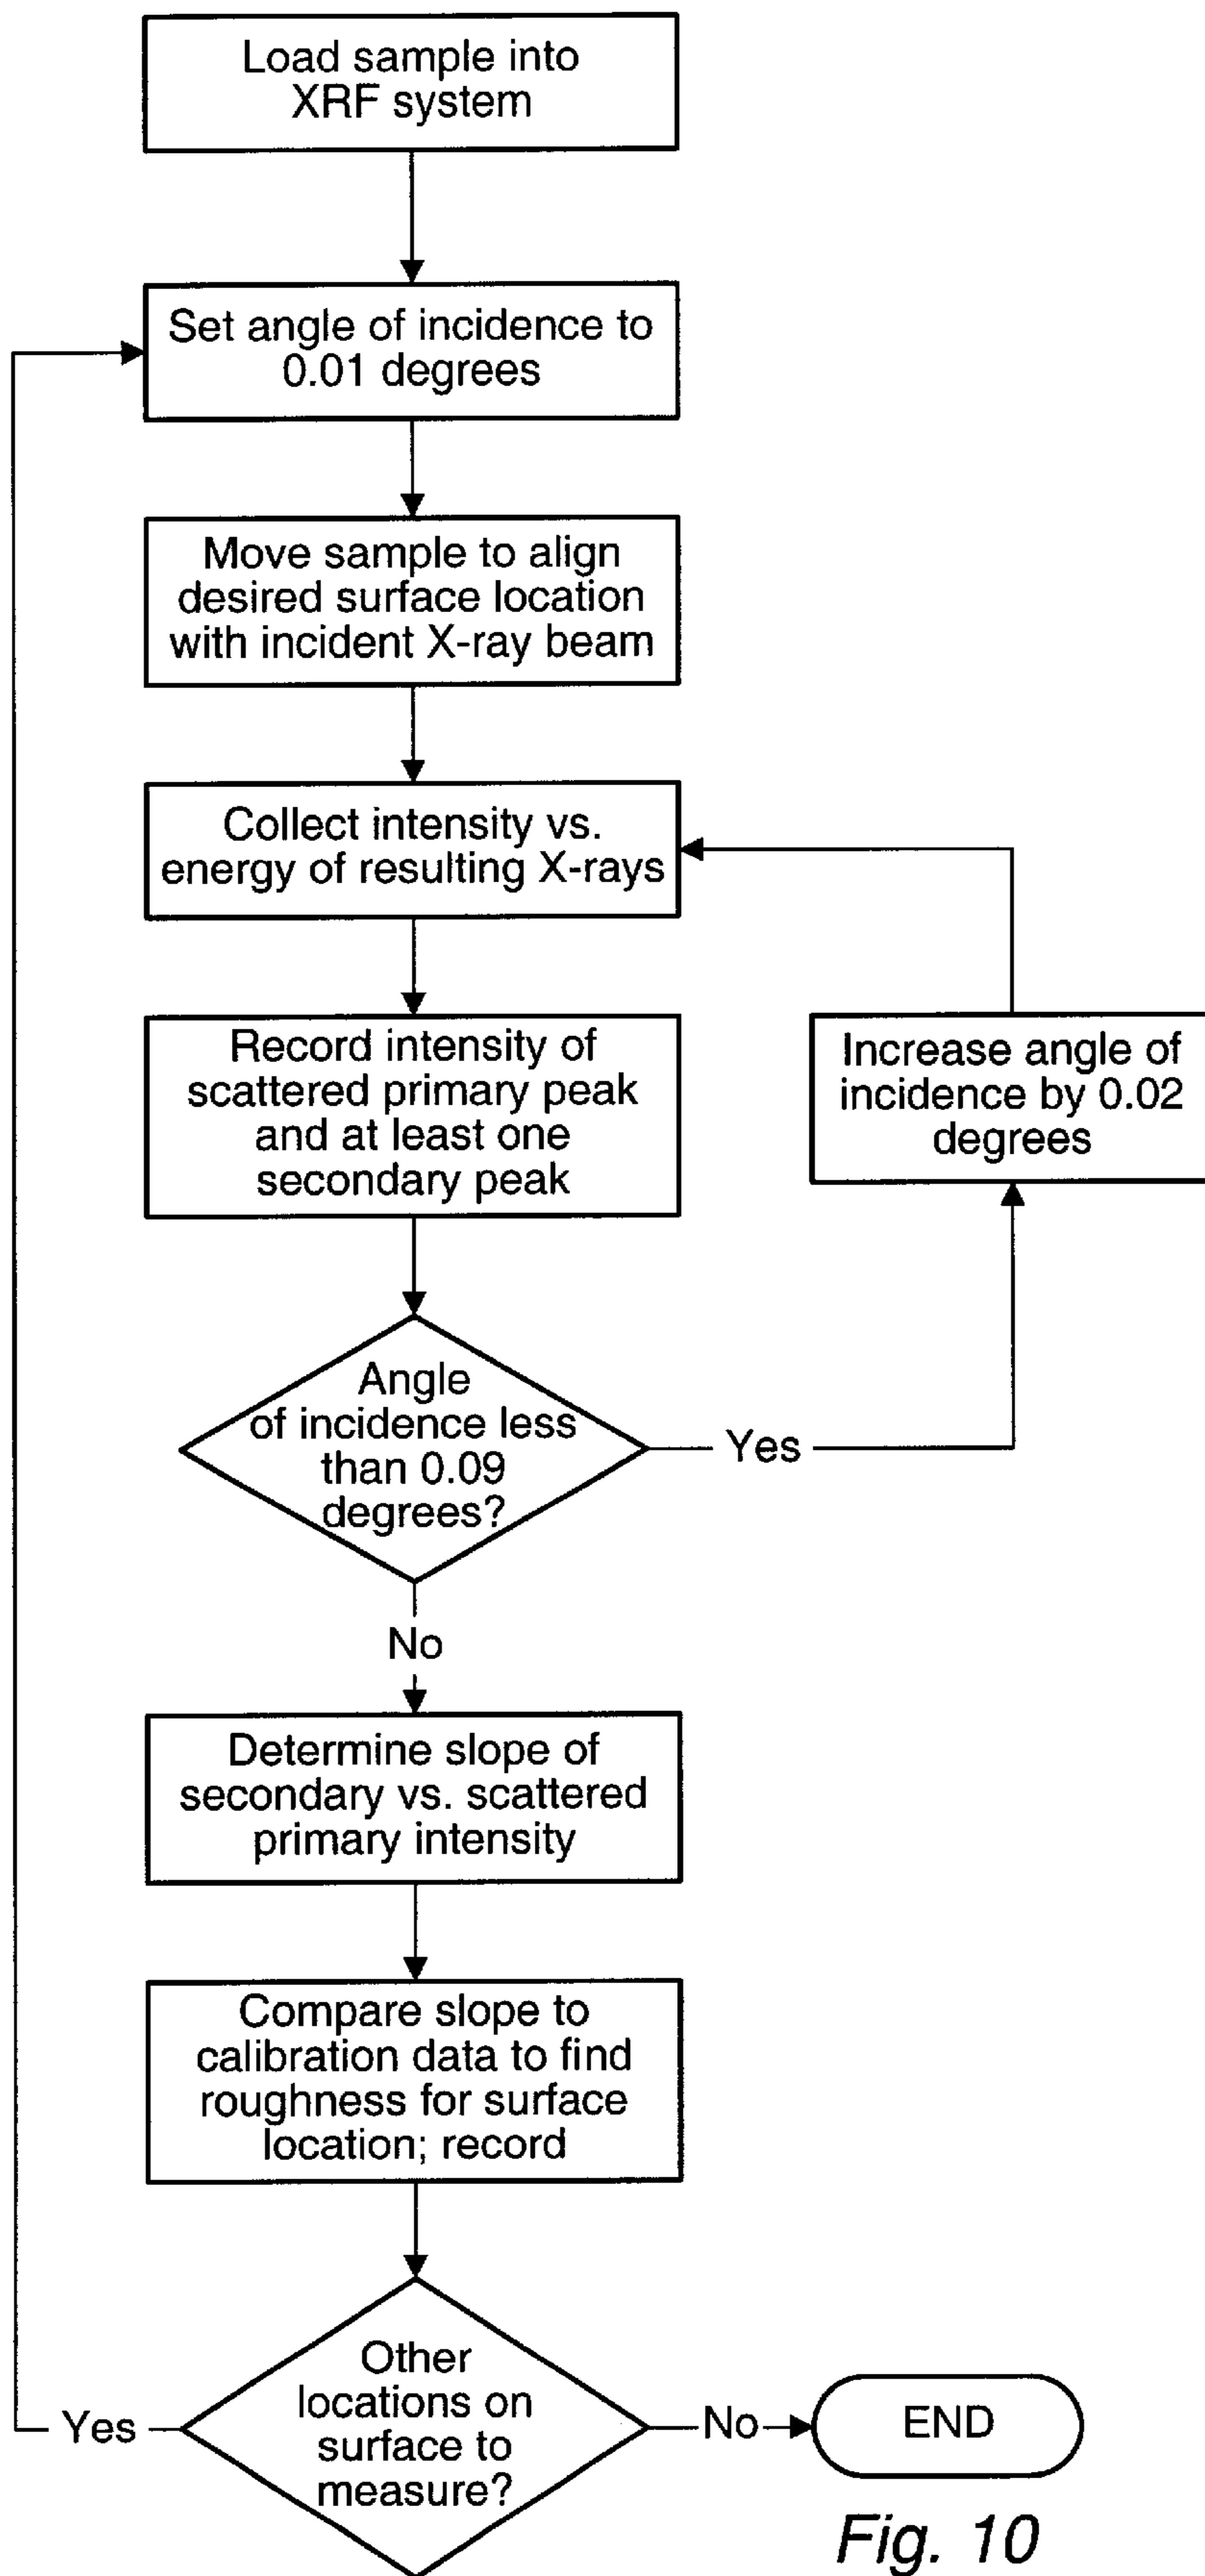 Load sample into
XRF system
Set angle of incidence to
0.01 degrees
Move sample to align
desired surface location
with incident X-ray beam
Collect intensity vs.
energy of resulting X-rays
Record intensity of
scattered primary peak
and at least one
secondary peak
Increase angle of
incidence by 0.02
degrees
Angle
of incidence less
than 0.09
degrees?
Yes
No
Determine slope of
secondary vs. scattered
primary intensity
Compare slope to
calibration data to find
roughness for surface
location; record
Other
locations on
surface to
measure?
Yes
No
END
Fig. 10